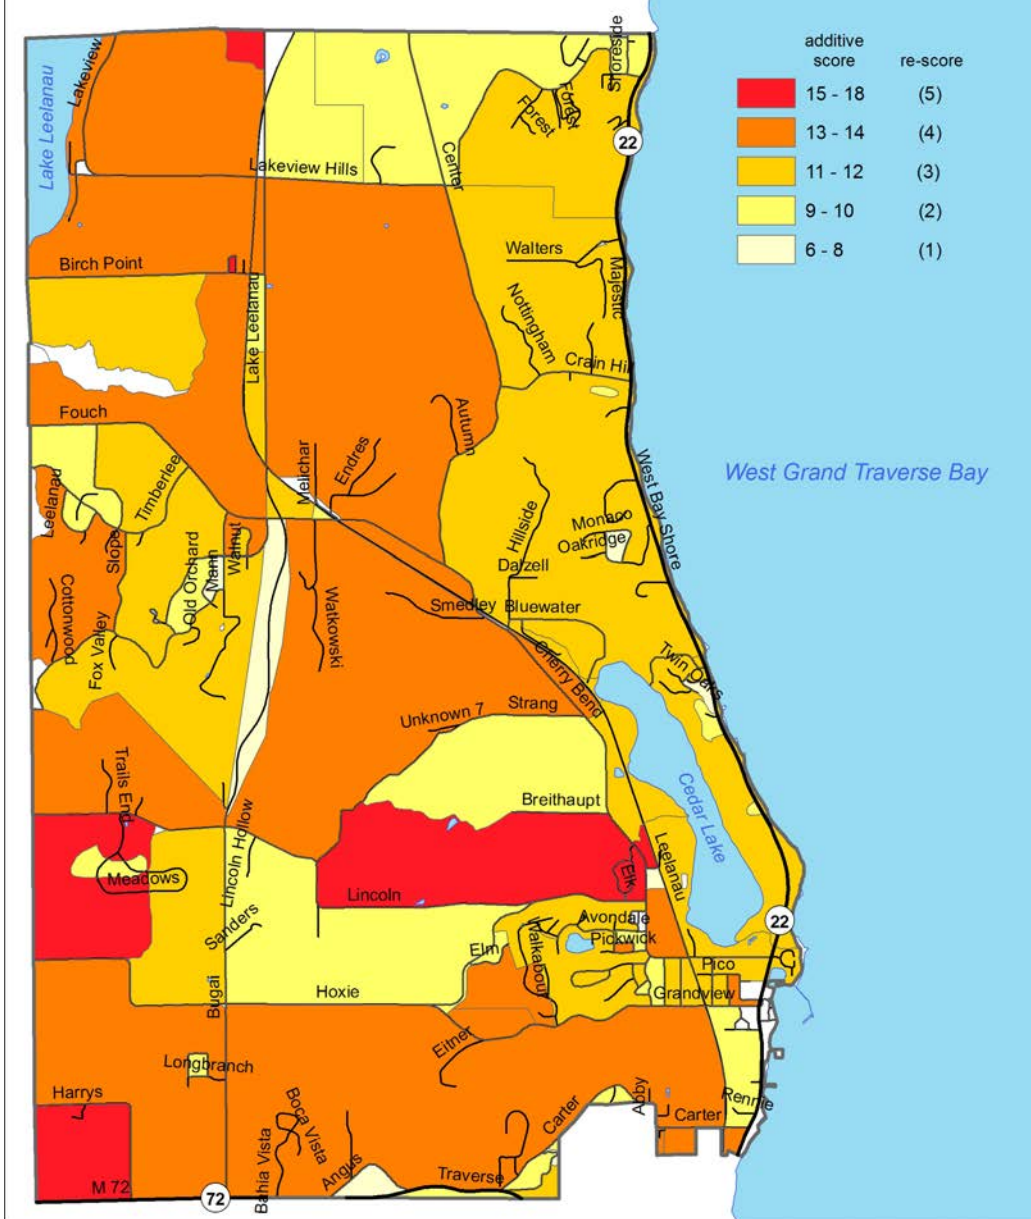 additive score
re-score
15 - 18 (5)
13 - 14 (4)
11 - 12 (3)
9 - 10 (2)
6 - 8 (1)
Lakeview
Lake Leelanau
Shoreside
Forest
Forest
22
Lakeview Hills
Center
Birch Point
Walters
Majestic
Lake Leelanau
Nottingham
Crain Hill
Fouch
Autumn
West Grand Traverse Bay
Melichar
Endres
Timberlee
Leelanau
West Bay Shore
Hillside
Monaco
Oakridge
Dalzell
Slope
Old Orchard
Mann
Walnut
Cottonwood
Fox Valley
Watkowski
Smedley
Bluewater
Cherry Bend
Twin Oaks
Strang
Unknown 7
Trails End
Breithaupt
Cedar Lake
Lincoln Hollow
Leelanau
Elk
Meadows
Lincoln
Sanders
Avondale
Pickwick
Walkabout
22
Elm
Pico
Bugai
Hoxie
Grandview
Eitner
Longbranch
Harrys
Abby
Rennie
Carter
Carter
Boca Vista
Bahia Vista
Angus
Traverse
M 72
72